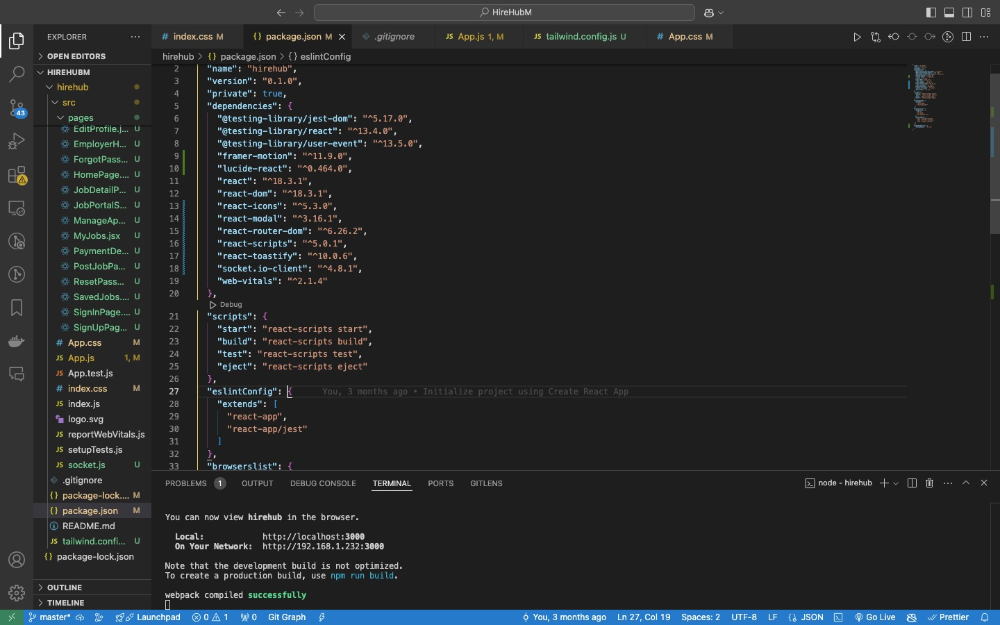 HireHubM
EXPLORER
OPEN EDITORS
HIREHUBM
hirehub
src
pages
EditProfile.j... U
EmployerH... U
ForgotPass... U
HomePage.... U
JobDetailP... U
JobPortalS... U
ManageAp... U
MyJobs.jsx U
PaymentDe... U
PostJobPa... U
ResetPass... U
SavedJobs.... U
SignInPage.... U
SignUpPag... U
# App.css M
JS App.js 1, M
JS App.test.js
# index.css M
JS index.js
logo.svg
JS reportWebVitals.js
JS setupTests.js
JS socket.js U
.gitignore
{} package-lock.... M
{} package.json M
README.md
JS tailwind.confi... U
{} package-lock.json
OUTLINE
TIMELINE
43
# index.css M
{} package.json M
.gitignore
JS App.js 1, M
JS tailwind.config.js U
# App.css M
hirehub > {} package.json > {} eslintConfig
2 "name": "hirehub",
3 "version": "0.1.0",
4 "private": true,
5 "dependencies": {
6 "@testing-library/jest-dom": "^5.17.0",
7 "@testing-library/react": "^13.4.0",
8 "@testing-library/user-event": "^13.5.0",
9 "framer-motion": "^11.9.0",
10 "lucide-react": "^0.464.0",
11 "react": "^18.3.1",
12 "react-dom": "^18.3.1",
13 "react-icons": "^5.3.0",
14 "react-modal": "^3.16.1",
15 "react-router-dom": "^6.26.2",
16 "react-scripts": "^5.0.1",
17 "react-toastify": "^10.0.6",
18 "socket.io-client": "^4.8.1",
19 "web-vitals": "^2.1.4"
20 },
Debug
21 "scripts": {
22 "start": "react-scripts start",
23 "build": "react-scripts build",
24 "test": "react-scripts test",
25 "eject": "react-scripts eject"
26 },
27 "eslintConfig": { You, 3 months ago • Initialize project using Create React App
28 "extends": [
29 "react-app",
30 "react-app/jest"
31 ]
32 },
33 "browserslist": {
PROBLEMS 1 OUTPUT DEBUG CONSOLE TERMINAL PORTS GITLENS
node - hirehub
You can now view hirehub in the browser.
Local: http://localhost:3000
On Your Network: http://192.168.1.232:3000
Note that the development build is not optimized.
To create a production build, use npm run build.
webpack compiled successfully
master* Launchpad 0 1 0 Git Graph You, 3 months ago Ln 27, Col 19 Spaces: 2 UTF-8 LF {} JSON Go Live Prettier